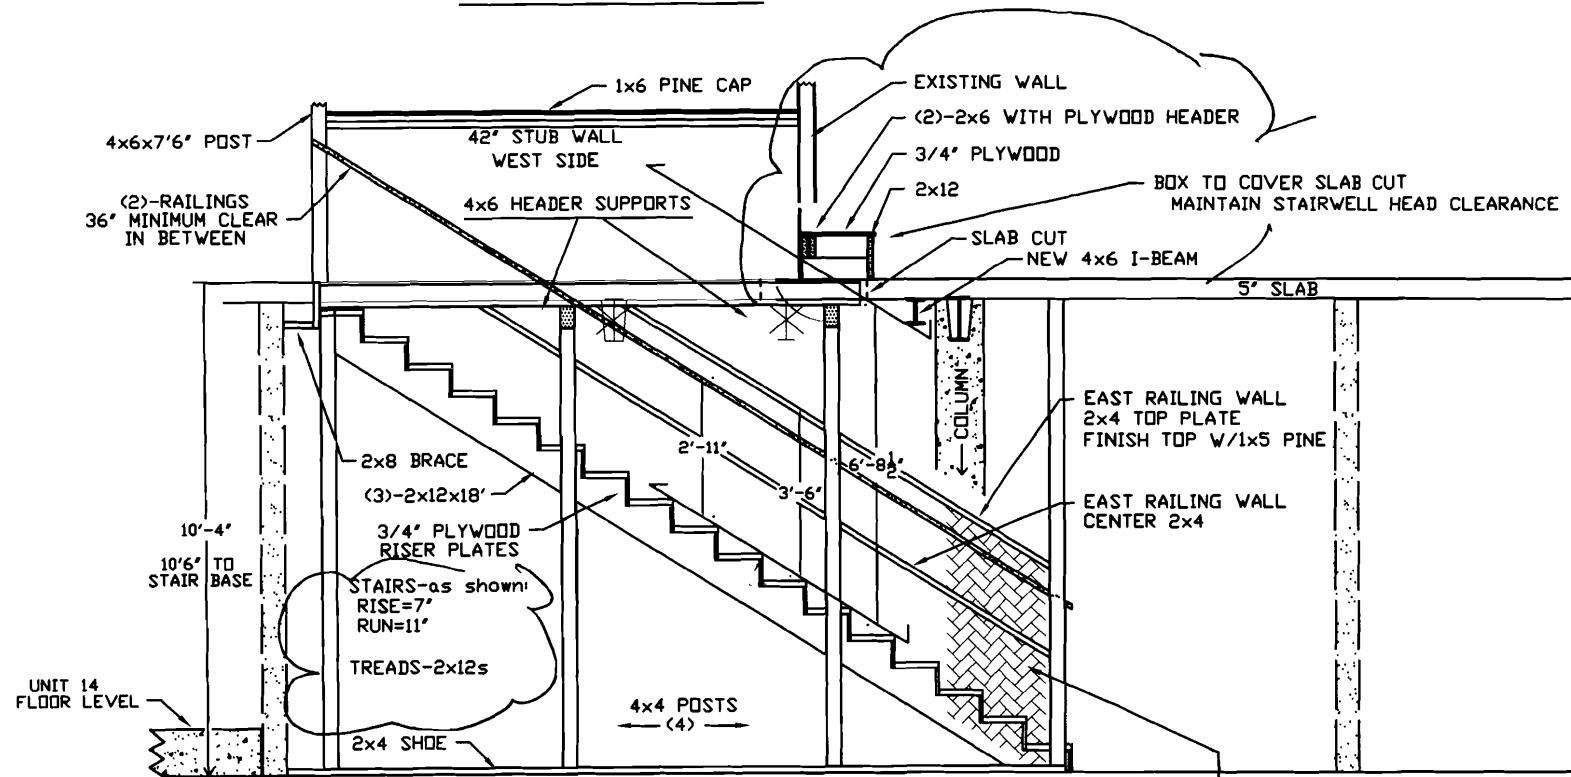 1x6 PINE CAP
EXISTING WALL
(2)-2x6 WITH PLYWOOD HEADER
4x6x7'6" POST
42" STUB WALL
WEST SIDE
3/4" PLYWOOD
2x12
BOX TO COVER SLAB CUT
MAINTAIN STAIRWELL HEAD CLEARANCE
(2)-RAILINGS
36" MINIMUM CLEAR
IN BETWEEN
4x6 HEADER SUPPORTS
SLAB CUT
NEW 4x6 I-BEAM
5" SLAB
COLUMN
EAST RAILING WALL
2x4 TOP PLATE
FINISH TOP W/1x5 PINE
2'-11"
6'-8 1/2"
3'-6"
2x8 BRACE
(3)-2x12x18'
EAST RAILING WALL
CENTER 2x4
3/4" PLYWOOD
RISER PLATES
10'-4"
10'6" TO
STAIR BASE
STAIRS-as shown:
RISE=7"
RUN=11"
TREADS-2x12s
UNIT 14
FLOOR LEVEL
4x4 POSTS
(4)
2x4 SHOE